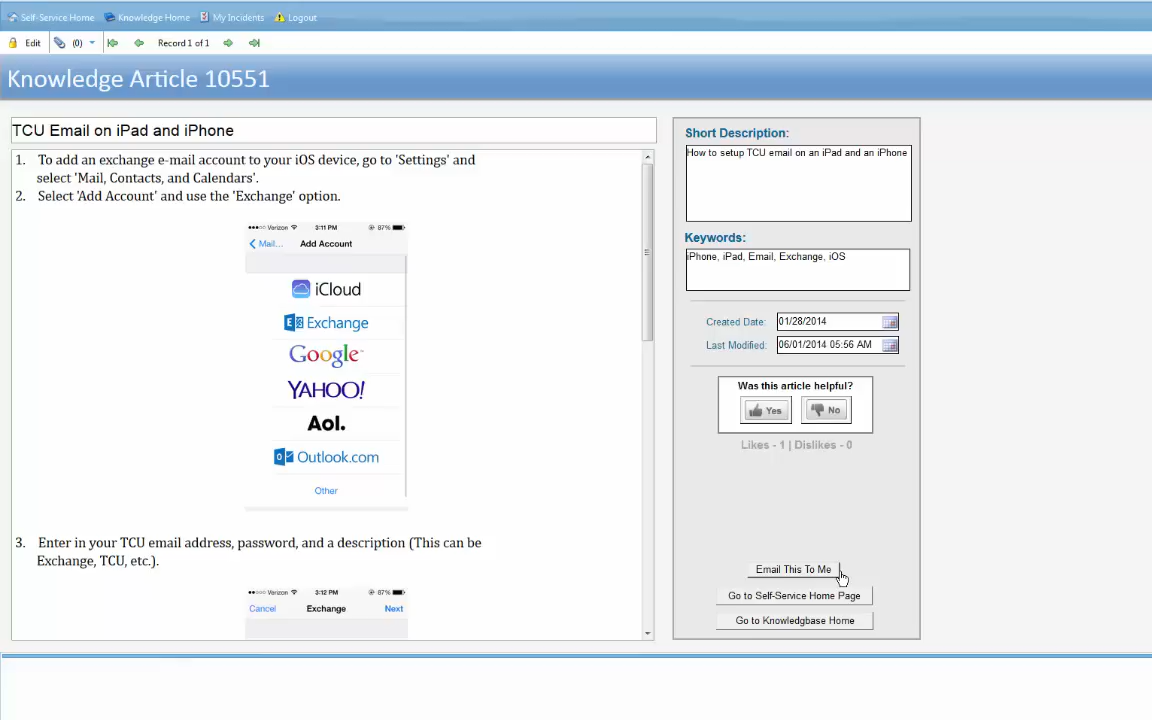 Self-Service Home Knowledge Home My Incidents Logout
Edit (0) Record 1 of 1
Knowledge Article 10551
TCU Email on iPad and iPhone
1. To add an exchange e-mail account to your iOS device, go to 'Settings' and
select 'Mail, Contacts, and Calendars'.
2. Select 'Add Account' and use the 'Exchange' option.
Verizon 3:11 PM 87%
Mail... Add Account
iCloud
Exchange
Google
YAHOO!
Aol.
Outlook.com
Other
3. Enter in your TCU email address, password, and a description (This can be
Exchange, TCU, etc.).
Verizon 3:12 PM 87%
Cancel Exchange Next
Short Description:
How to setup TCU email on an iPad and an iPhone
Keywords:
iPhone, iPad, Email, Exchange, iOS
Created Date: 01/28/2014
Last Modified: 06/01/2014 05:56 AM
Was this article helpful?
Yes No
Likes - 1 | Dislikes - 0
Email This To Me
Go to Self-Service Home Page
Go to Knowledgbase Home